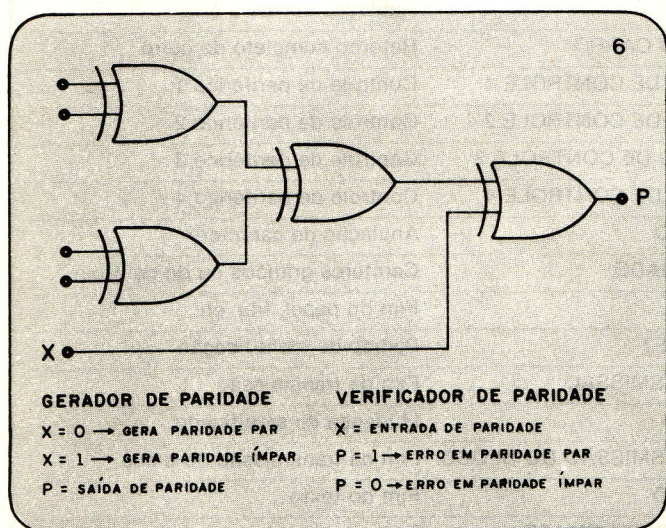 6
P
X
GERADOR DE PARIDADE
X = 0 → GERA PARIDADE PAR
X = 1 → GERA PARIDADE ÍMPAR
P = SAÍDA DE PARIDADE
VERIFICADOR DE PARIDADE
X = ENTRADA DE PARIDADE
P = 1 → ERRO EM PARIDADE PAR
P = 0 → ERRO EM PARIDADE ÍMPAR